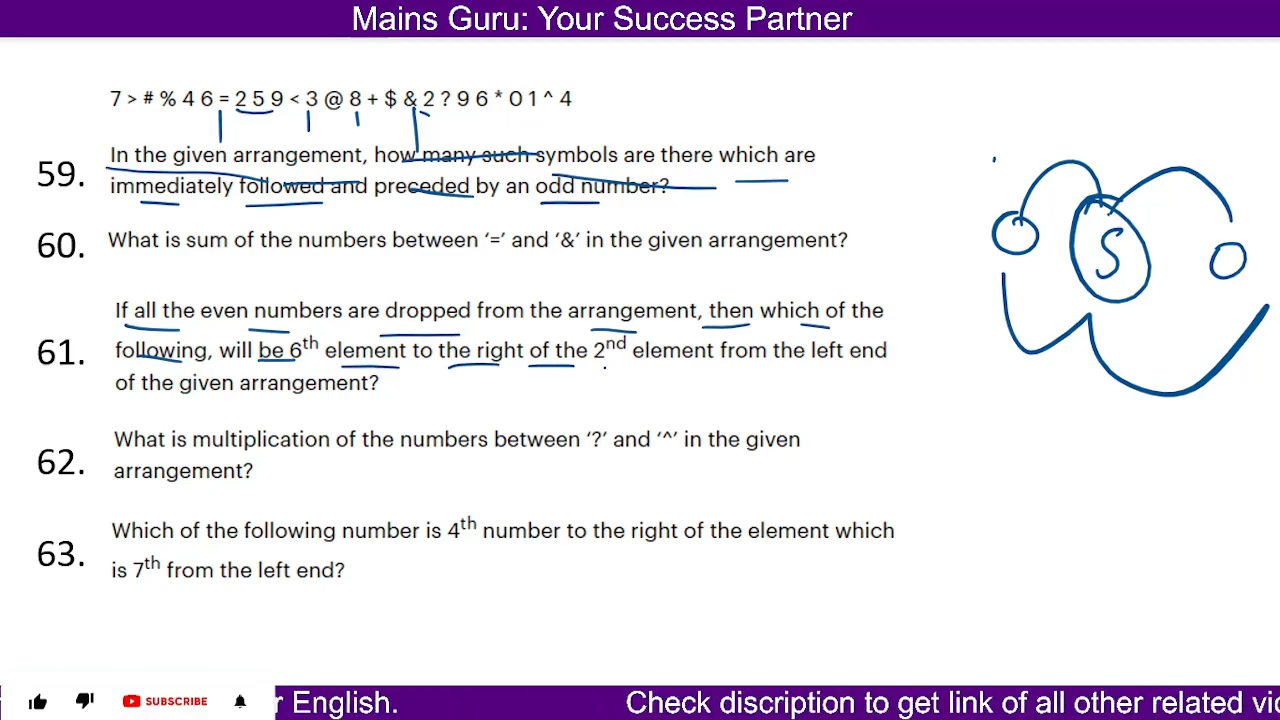 Mains Guru: Your Success Partner
7 > # % 4 6 = 2 5 9 < 3 @ 8 + $ & 2 ? 9 6 * 0 1 ^ 4
59. In the given arrangement, how many such symbols are there which are
immediately followed and preceded by an odd number?
S
60. What is sum of the numbers between ‘=’ and ‘&’ in the given arrangement?
61. If all the even numbers are dropped from the arrangement, then which of the
following, will be 6th element to the right of the 2nd element from the left end
of the given arrangement?
62. What is multiplication of the numbers between ‘?’ and ‘^’ in the given
arrangement?
63. Which of the following number is 4th number to the right of the element which
is 7th from the left end?
SUBSCRIBE
r English. Check discription to get link of all other related vi